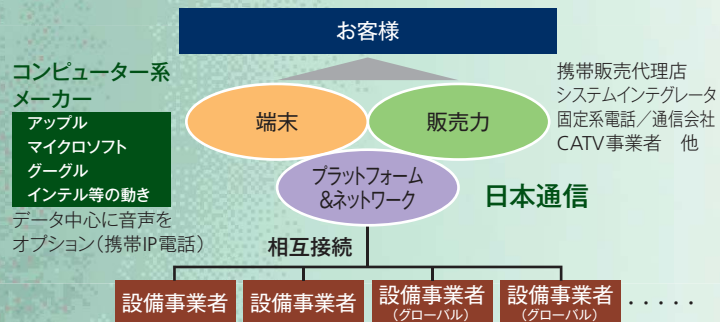 お客様
コンピューター系
メーカー
アップル
マイクロソフト
グーグル
インテル等の動き
データ中心に音声を
オプション（携帯IP電話）
端末
販売力
プラットフォーム
&ネットワーク
携帯販売代理店
システムインテグレータ
固定系電話／通信会社
CATV事業者　他
日本通信
相互接続
設備事業者
設備事業者
設備事業者
（グローバル）
設備事業者
（グローバル）
・・・・・